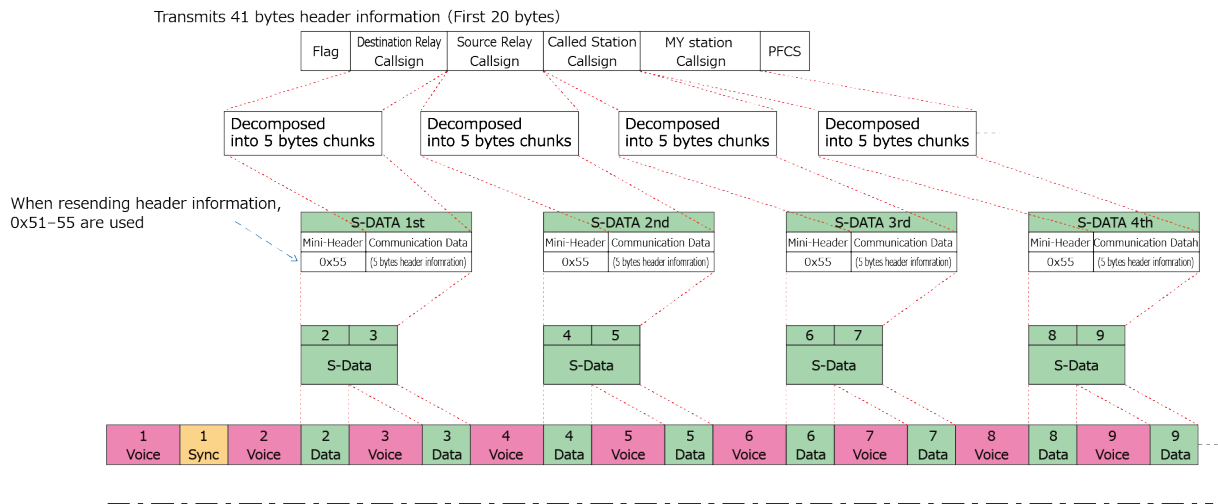 Transmits 41 bytes header information (First 20 bytes)
Flag
Destination Relay
Callsign
Source Relay
Callsign
Called Station
Callsign
MY station
Callsign
PFCS
Decomposed
into 5 bytes chunks
Decomposed
into 5 bytes chunks
Decomposed
into 5 bytes chunks
Decomposed
into 5 bytes chunks
When resending header information,
0x51–55 are used
S-DATA 1st
Mini-Header Communication Data
0x55 (5 bytes header infomration)
S-DATA 2nd
Mini-Header Communication Data
0x55 (5 bytes header infomration)
S-DATA 3rd
Mini-Header Communication Data
0x55 (5 bytes header infomration)
S-DATA 4th
Mini-Header Communication Datah
0x55 (5 bytes header infomration)
2 3
S-Data
4 5
S-Data
6 7
S-Data
8 9
S-Data
1
Voice
1
Sync
2
Voice
2
Data
3
Voice
3
Data
4
Voice
4
Data
5
Voice
5
Data
6
Voice
6
Data
7
Voice
7
Data
8
Voice
8
Data
9
Voice
9
Data